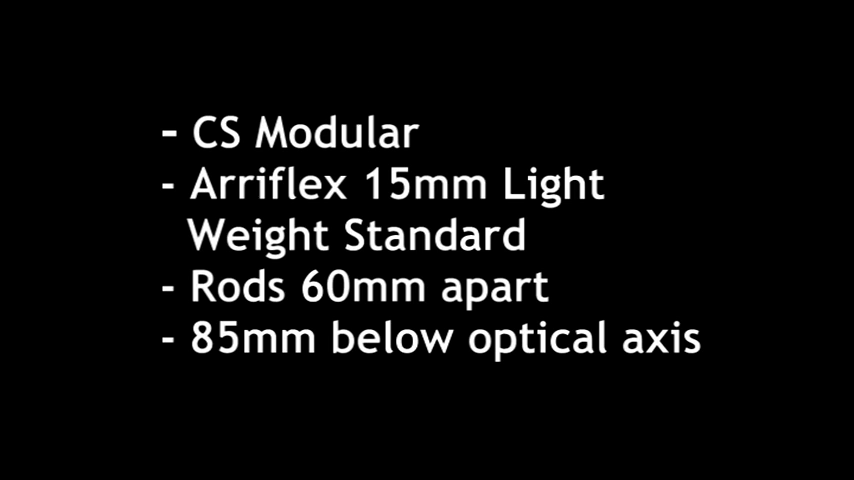 - CS Modular
- Arriflex 15mm Light
Weight Standard
- Rods 60mm apart
- 85mm below optical axis